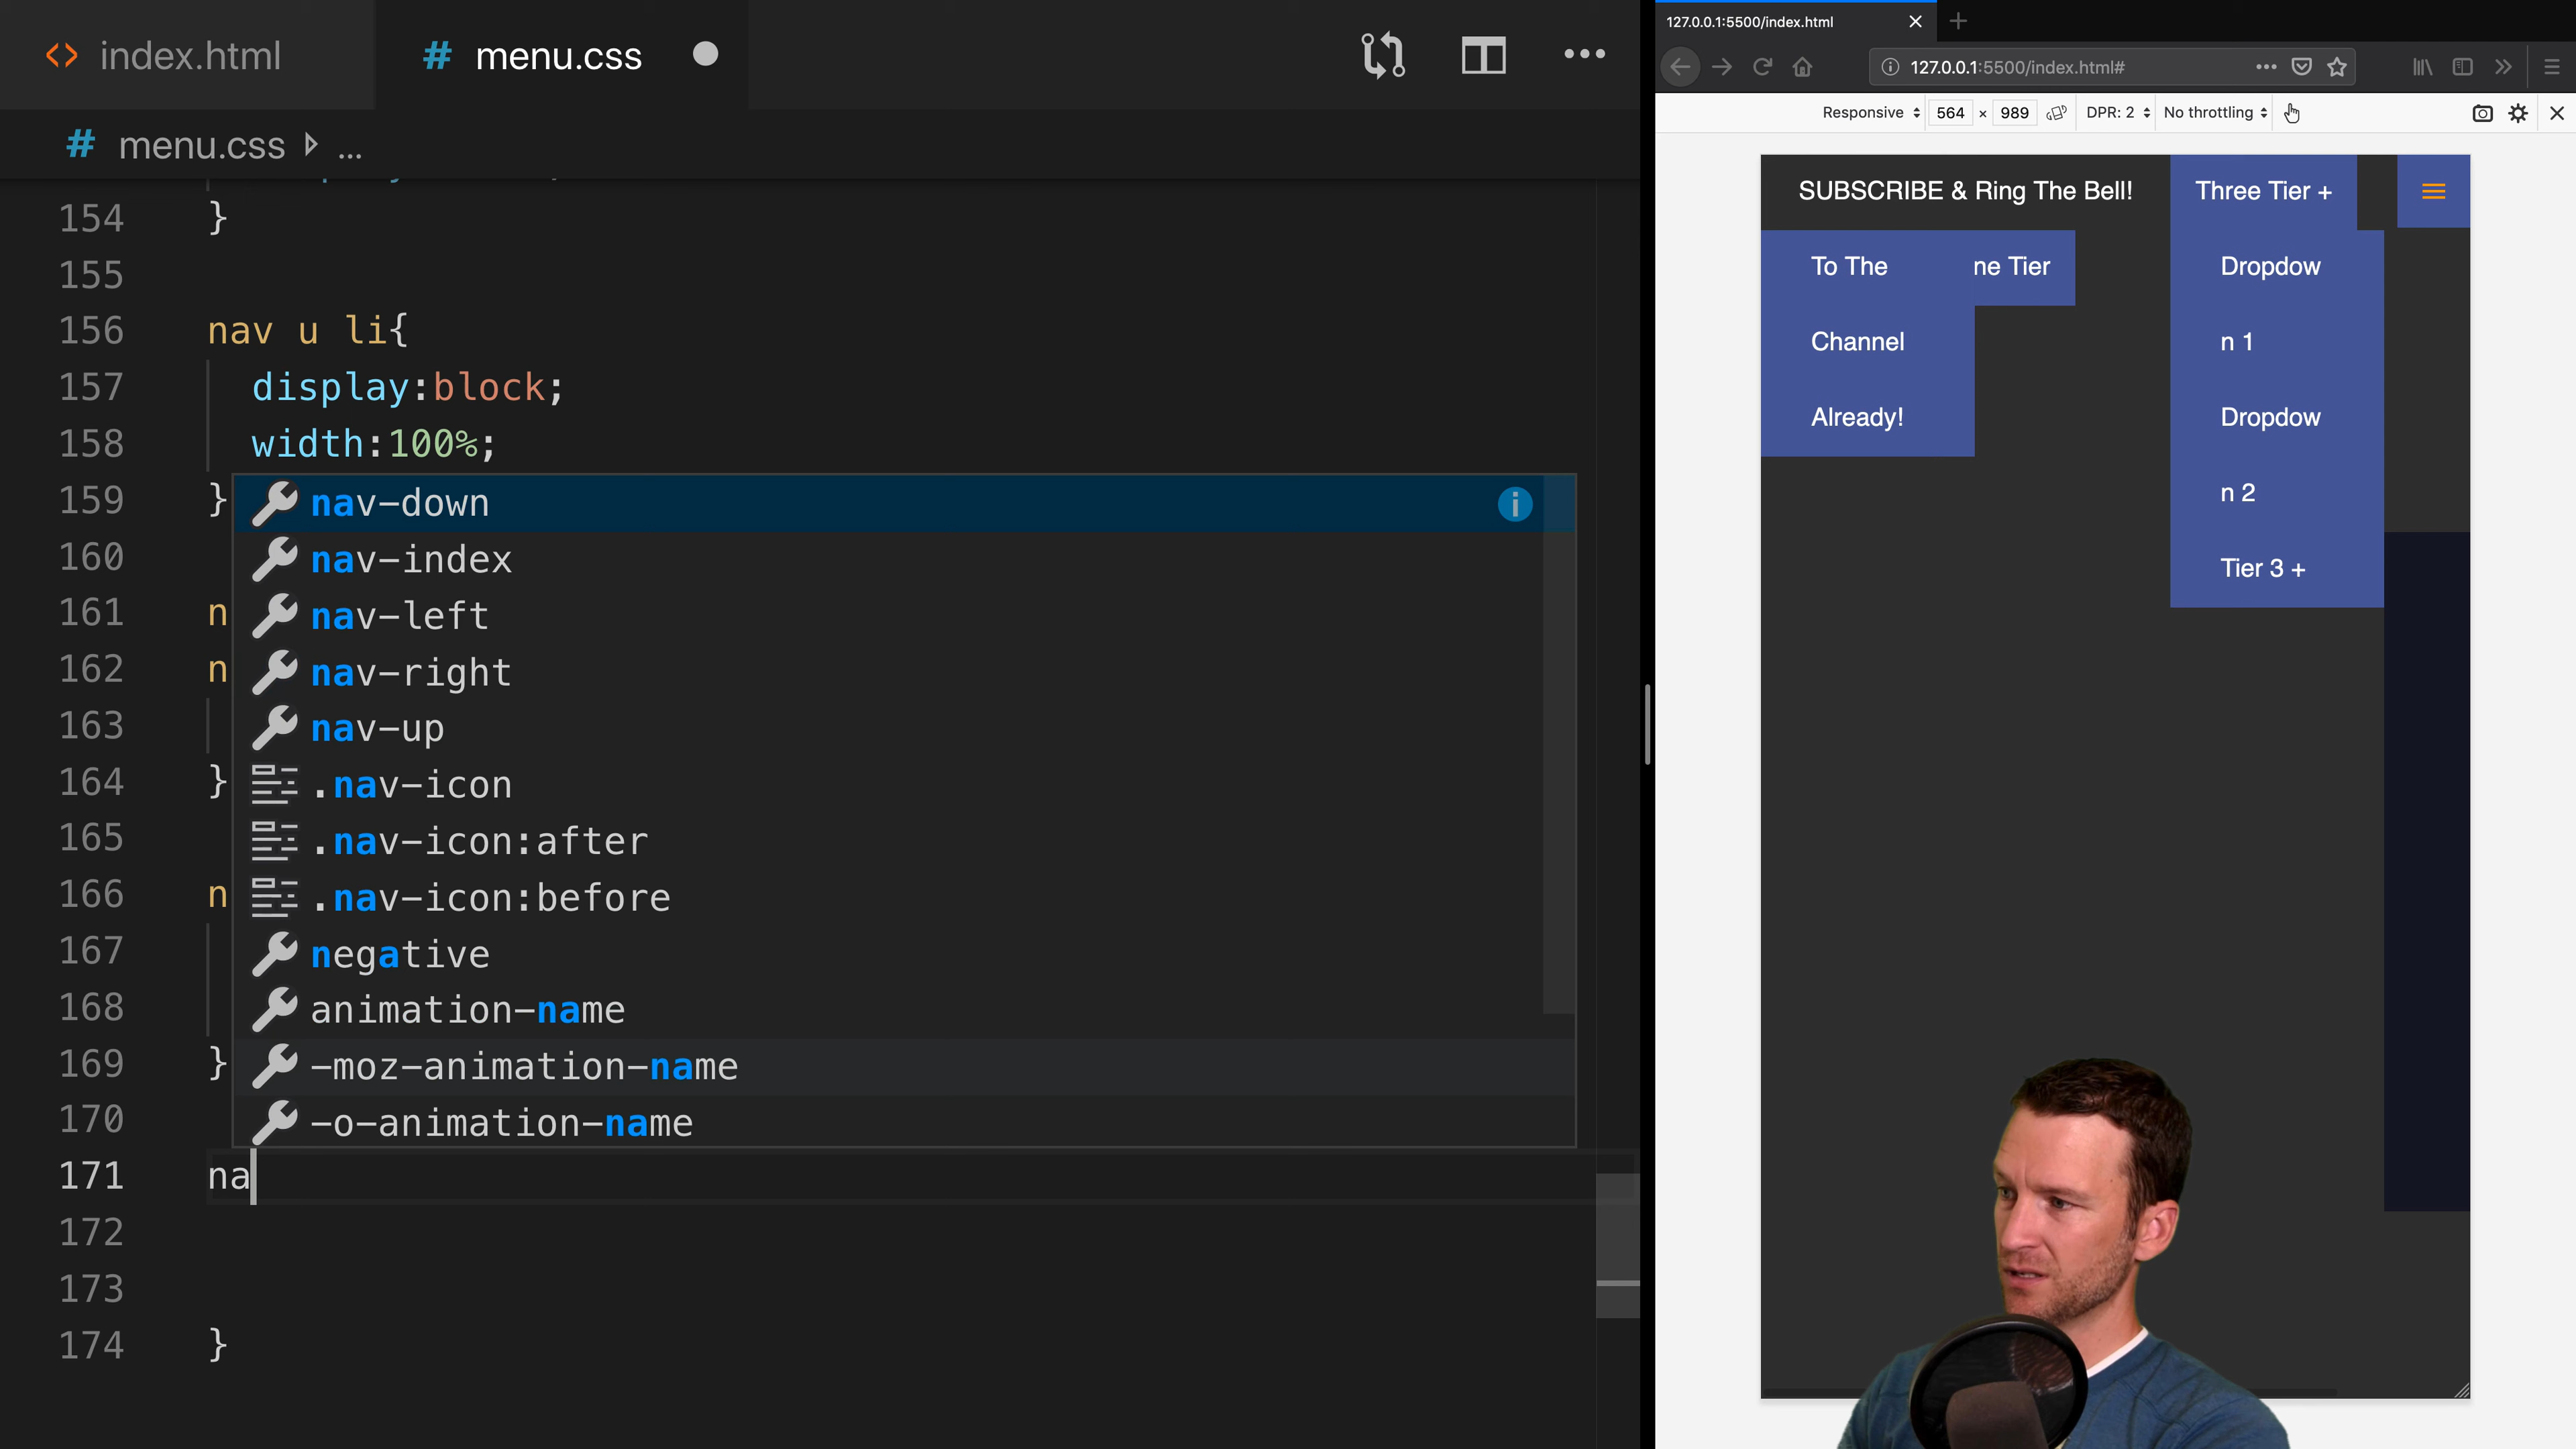 index.html
# menu.css
# menu.css ...
154 }
155
156 nav u li{
157 display:block;
158 width:100%;
159 }
160
161 n
162 n
163
164 }
165
166 n
167
168
169 }
170
171 na
172
173
174 }
nav-down
nav-index
nav-left
nav-right
nav-up
.nav-icon
.nav-icon:after
.nav-icon:before
negative
animation-name
-moz-animation-name
-o-animation-name
127.0.0.1:5500/index.html
127.0.0.1:5500/index.html#
Responsive 564 × 989 DPR: 2 No throttling
SUBSCRIBE & Ring The Bell! Three Tier +
To The ne Tier Dropdow
Channel n 1
Already! Dropdow
n 2
Tier 3 +